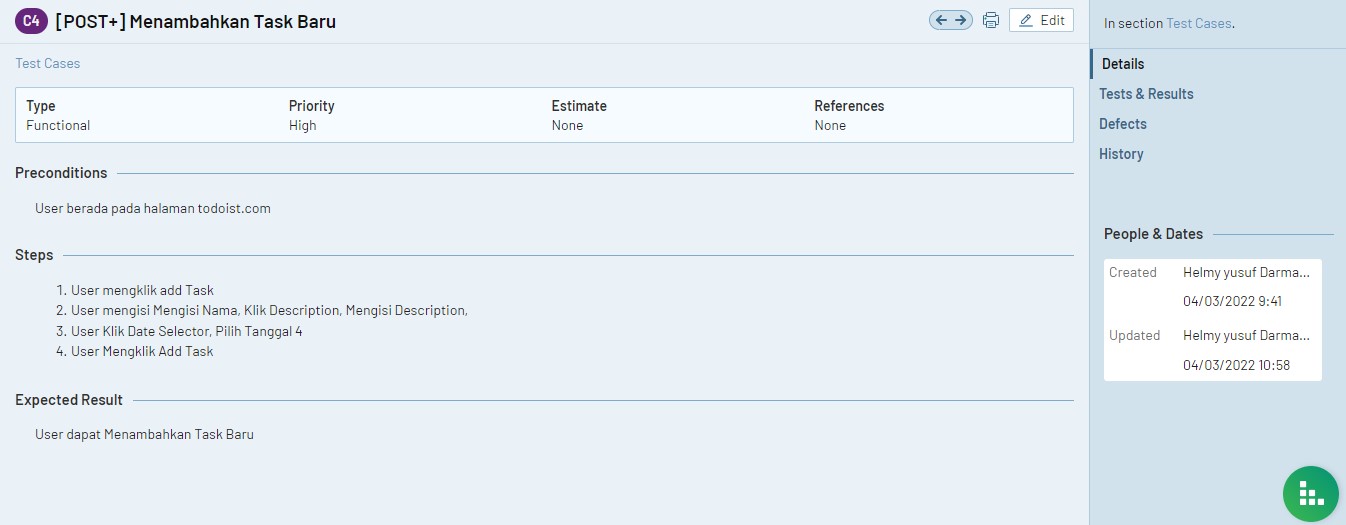 C4 [POST+] Menambahkan Task Baru
Edit
Test Cases
Type Priority Estimate References
Functional High None None
Preconditions
User berada pada halaman todoist.com
Steps
1. User mengklik add Task
2. User mengisi Mengisi Nama, Klik Description, Mengisi Description,
3. User Klik Date Selector, Pilih Tanggal 4
4. User Mengklik Add Task
Expected Result
User dapat Menambahkan Task Baru
In section Test Cases.
Details
Tests & Results
Defects
History
People & Dates
Created Helmy yusuf Darma...
04/03/2022 9:41
Updated Helmy yusuf Darma...
04/03/2022 10:58